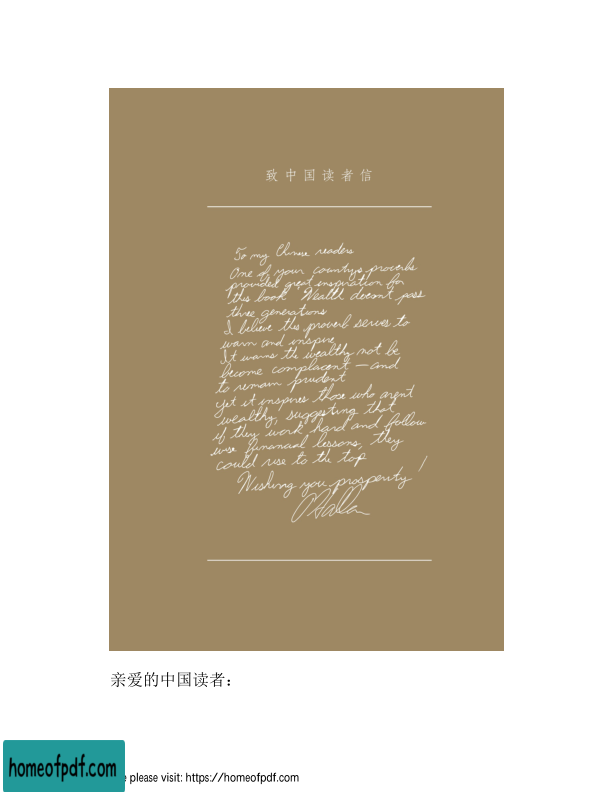 致中国读者信
To my Chinese readers
One of your country's proverbs
provided great inspiration for
this book "Wealth doesn't pass
three generations
I believe this proverb serves to
warn and inspire
It warns the wealthy not be
become complacent — and
to remain prudent
yet it inspires those who aren't
wealthy, suggesting that
if they work hard and follow
wise financial lessons, they
could rise to the top
Wishing you prosperity!
亲爱的中国读者：
homeofpdf.com
e please visit: https://homeofpdf.com